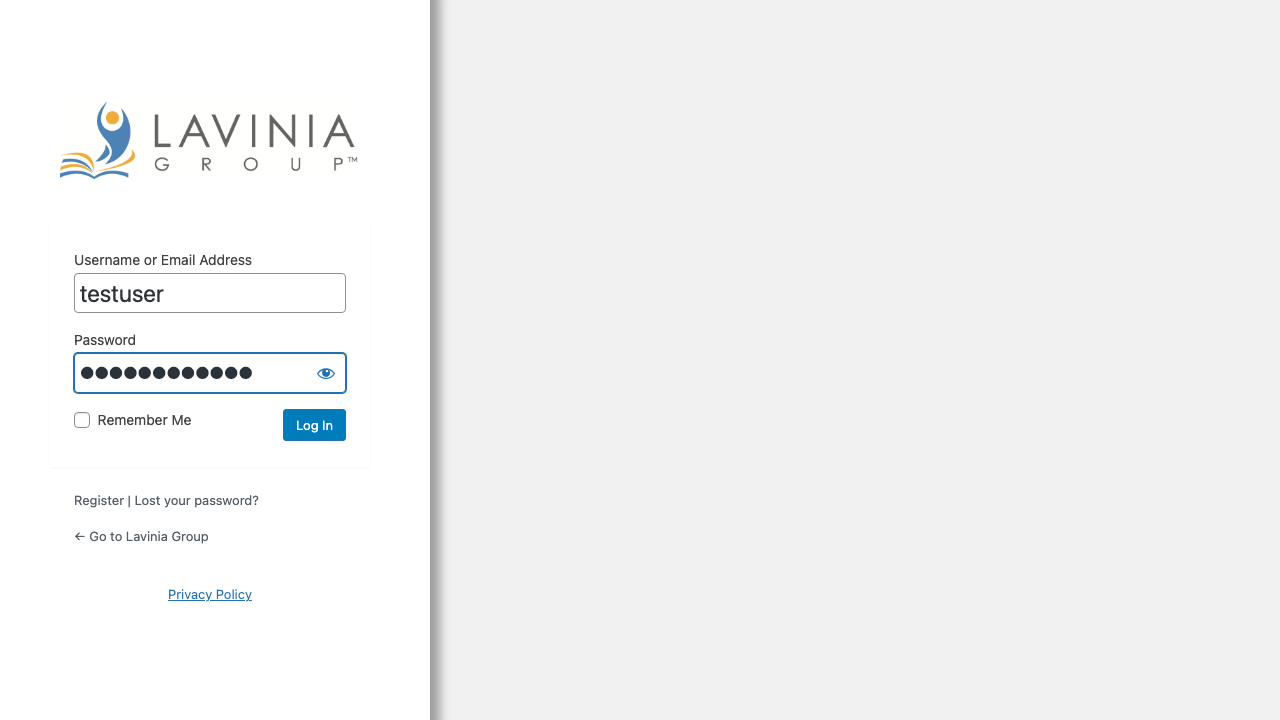 LAVINIA
GROUP™
Username or Email Address
testuser
Password
●●●●●●●●●●●●
Remember Me
Log In
Register | Lost your password?
← Go to Lavinia Group
Privacy Policy